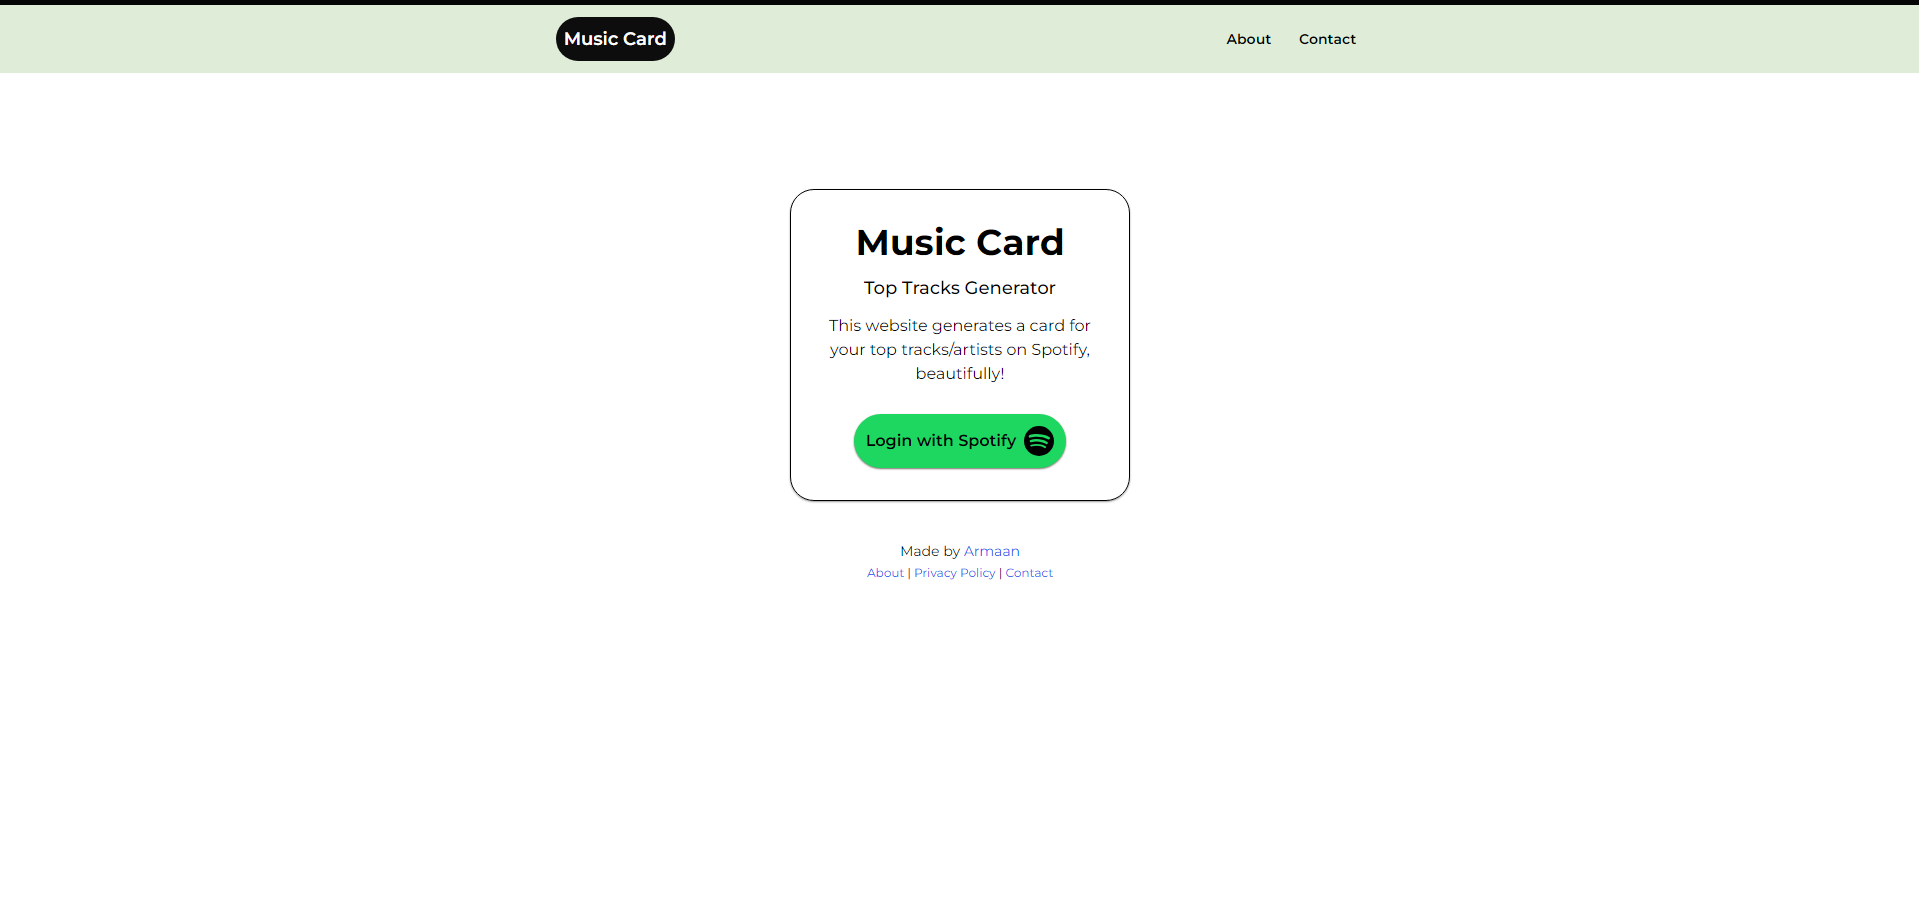 Music Card
About Contact
Music Card
Top Tracks Generator
This website generates a card for
your top tracks/artists on Spotify,
beautifully!
Login with Spotify
Made by Armaan
About | Privacy Policy | Contact